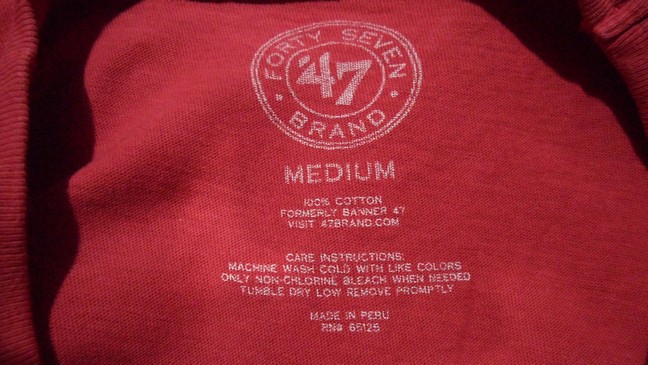 FORTY SEVEN
'47
BRAND
MEDIUM
100% COTTON
FORMERLY BANNER 47
VISIT 47BRAND.COM
CARE INSTRUCTIONS:
MACHINE WASH COLD WITH LIKE COLORS
ONLY NON-CHLORINE BLEACH WHEN NEEDED
TUMBLE DRY LOW REMOVE PROMPTLY
MADE IN PERU
RN# 65125